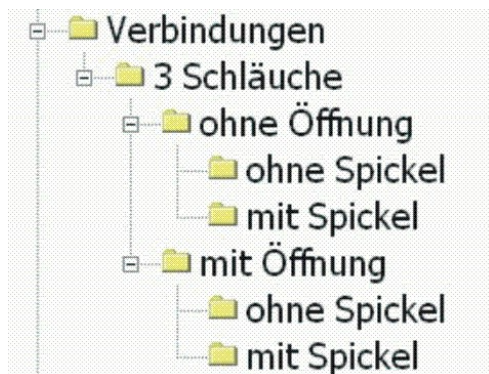 Verbindungen
3 Schläuche
ohne Öffnung
ohne Spickel
mit Spickel
mit Öffnung
ohne Spickel
mit Spickel